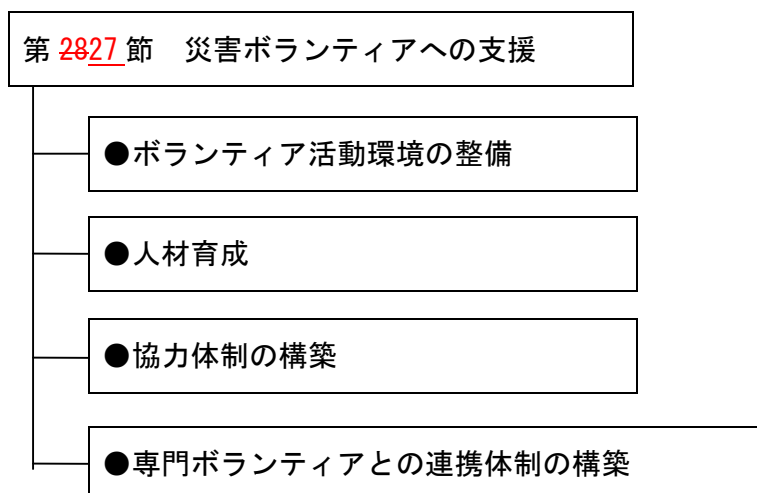 第 2827 節　災害ボランティアへの支援
●ボランティア活動環境の整備
●人材育成
●協力体制の構築
●専門ボランティアとの連携体制の構築